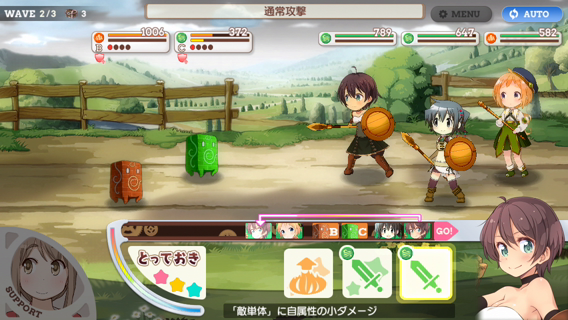 WAVE 2/3 3
通常攻撃
MENU
AUTO
B 1006
C 372
789
647
582
B C GO!
とっておき
SUPPORT
「敵単体」に自属性の小ダメージ